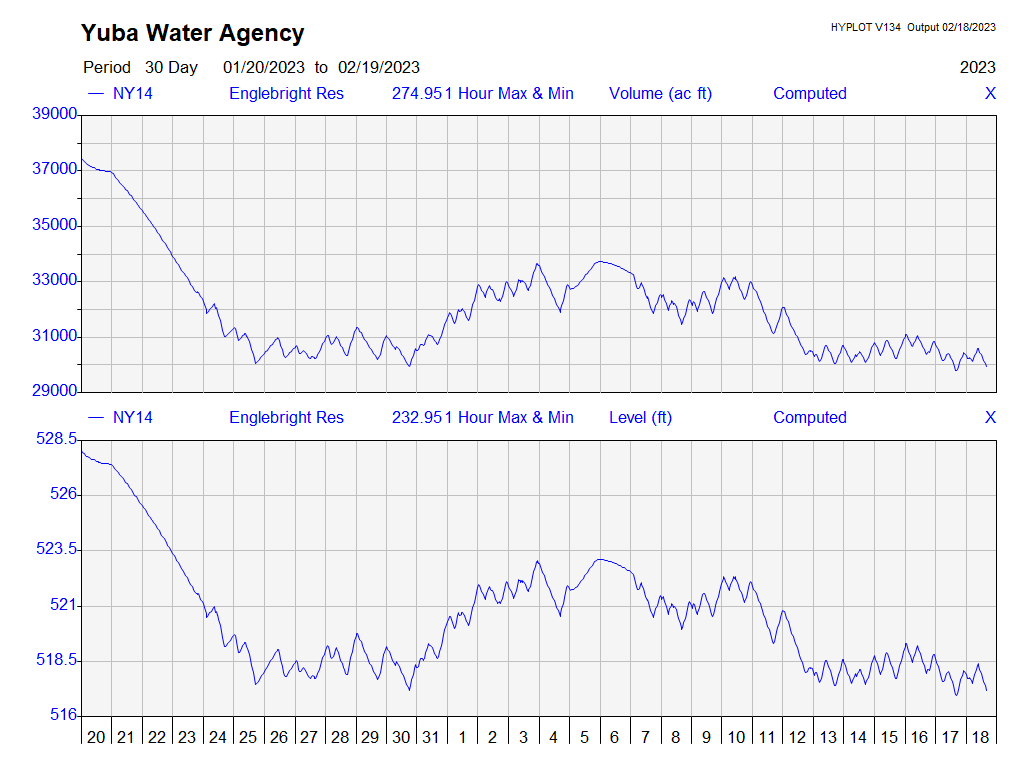 Yuba Water Agency
HYPLOT V134 Output 02/18/2023
Period 30 Day 01/20/2023 to 02/19/2023 2023
NY14 Englebright Res 274.951 Hour Max & Min Volume (ac ft) Computed X
39000
37000
35000
33000
31000
29000
NY14 Englebright Res 232.951 Hour Max & Min Level (ft) Computed X
528.5
526
523.5
521
518.5
516
20 21 22 23 24 25 26 27 28 29 30 31 1 2 3 4 5 6 7 8 9 10 11 12 13 14 15 16 17 18